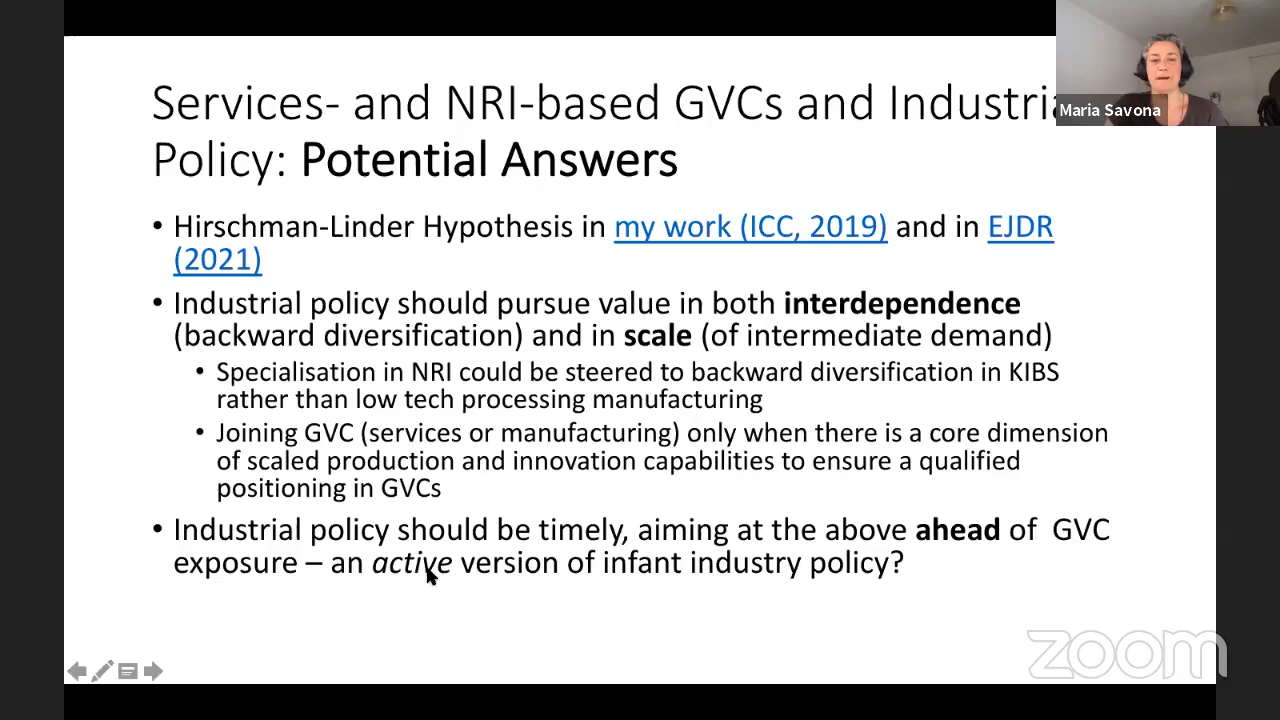 Services- and NRI-based GVCs and Industria
Policy: Potential Answers
Maria Savona
• Hirschman-Linder Hypothesis in my work (ICC, 2019) and in EJDR
(2021)
• Industrial policy should pursue value in both interdependence
(backward diversification) and in scale (of intermediate demand)
• Specialisation in NRI could be steered to backward diversification in KIBS
rather than low tech processing manufacturing
• Joining GVC (services or manufacturing) only when there is a core dimension
of scaled production and innovation capabilities to ensure a qualified
positioning in GVCs
• Industrial policy should be timely, aiming at the above ahead of GVC
exposure – an active version of infant industry policy?
zoom